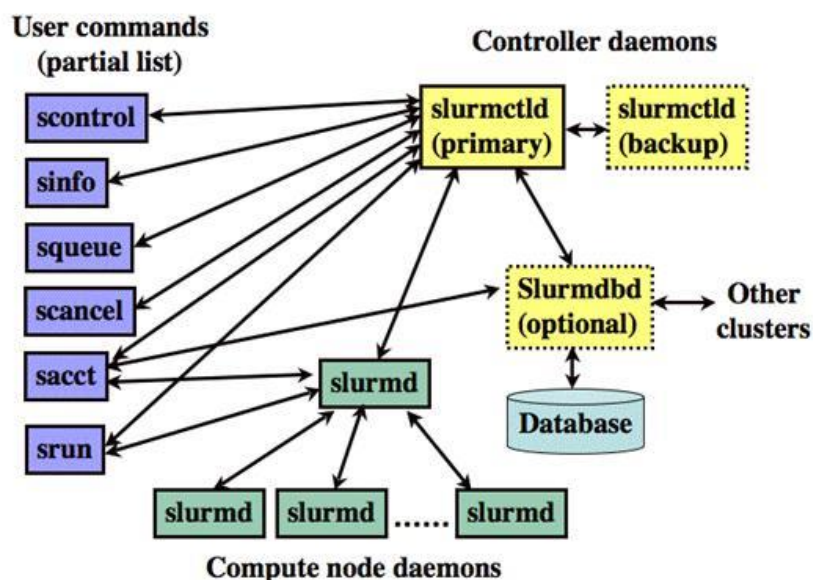 User commands
(partial list)
Controller daemons
scontrol
sinfo
squeue
scancel
sacct
srun
slurmctld
(primary)
slurmctld
(backup)
Slurmdbd
(optional)
Other
clusters
Database
slurmd
slurmd
slurmd
......
slurmd
Compute node daemons